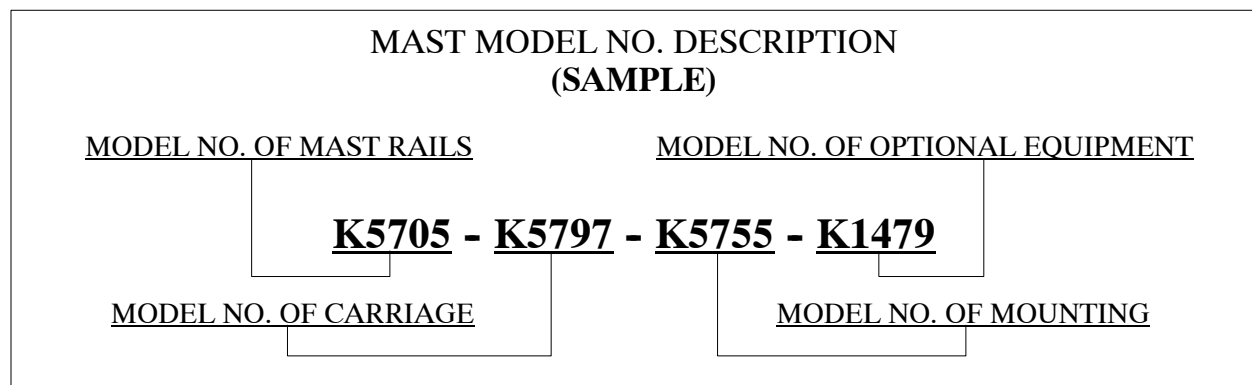 MAST MODEL NO. DESCRIPTION
(SAMPLE)
MODEL NO. OF MAST RAILS
MODEL NO. OF OPTIONAL EQUIPMENT
K5705 - K5797 - K5755 - K1479
MODEL NO. OF CARRIAGE
MODEL NO. OF MOUNTING